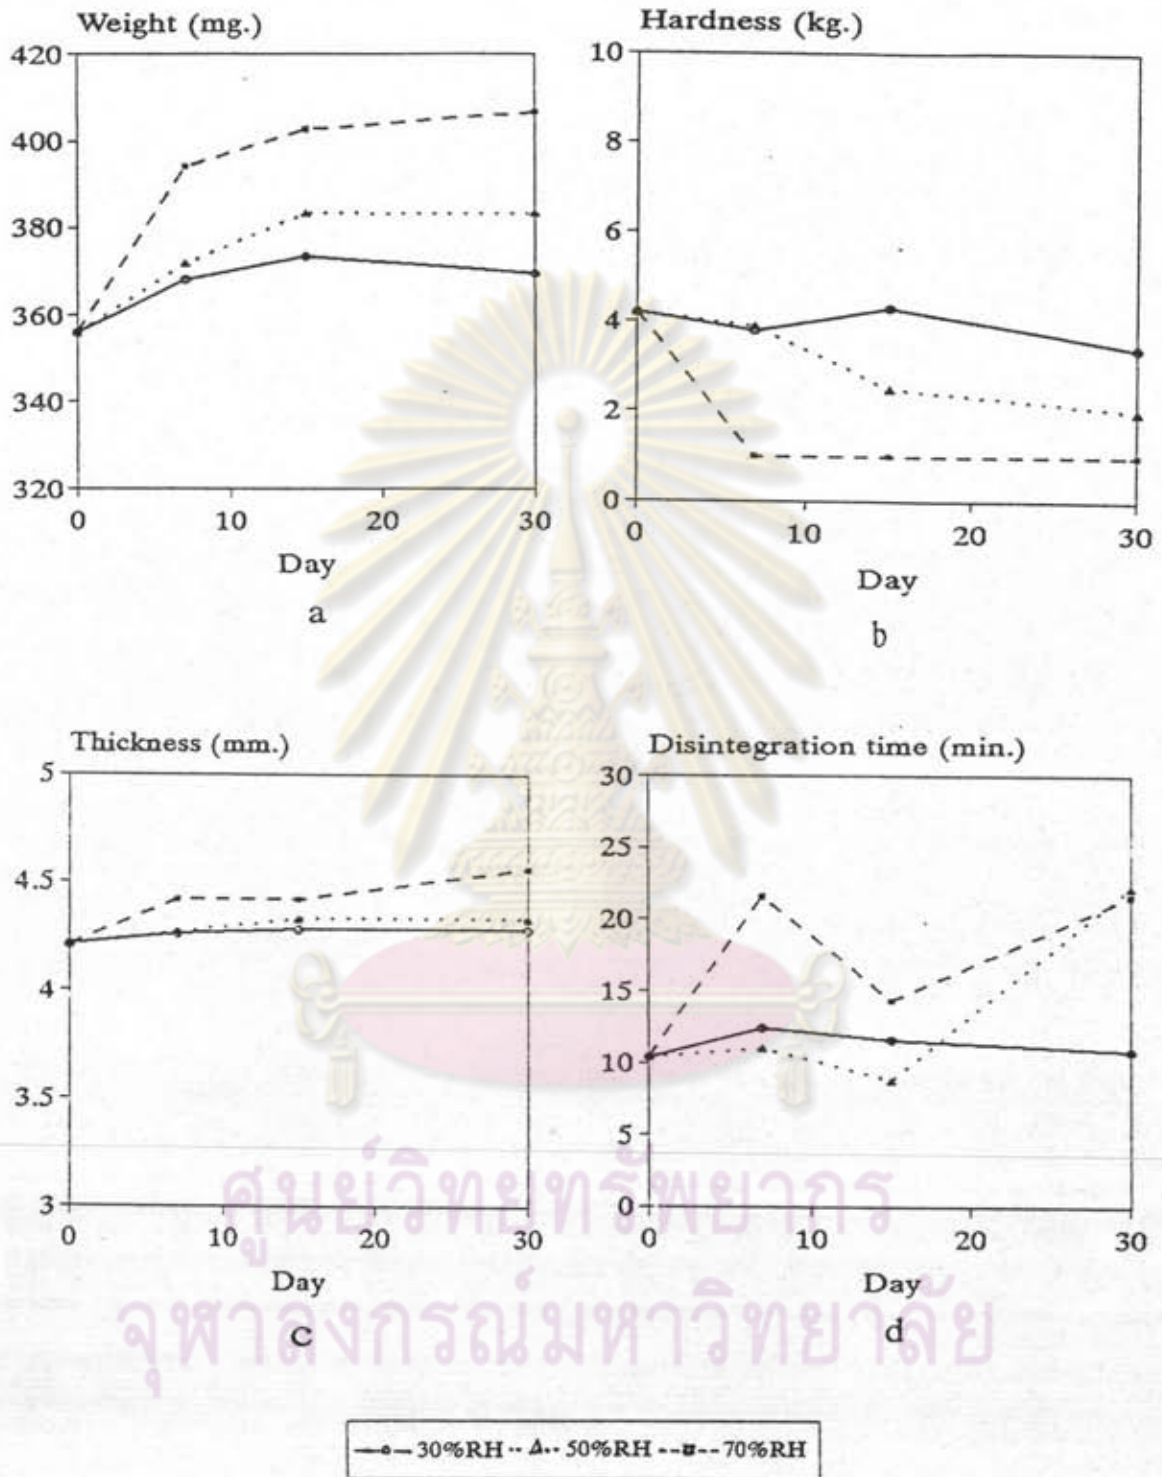 Weight (mg.)
420
400
380
360
340
320
0 10 20 30
Day
a
Hardness (kg.)
10
8
6
4
2
0
0 10 20 30
Day
b
Thickness (mm.)
5
4.5
4
3.5
3
0 10 20 30
Day
c
Disintegration time (min.)
30
25
20
15
10
5
0
0 10 20 30
Day
d
ศูนย์วิทยทรัพยากร
จุฬาลงกรณ์มหาวิทยาลัย
30%RH 50%RH 70%RH